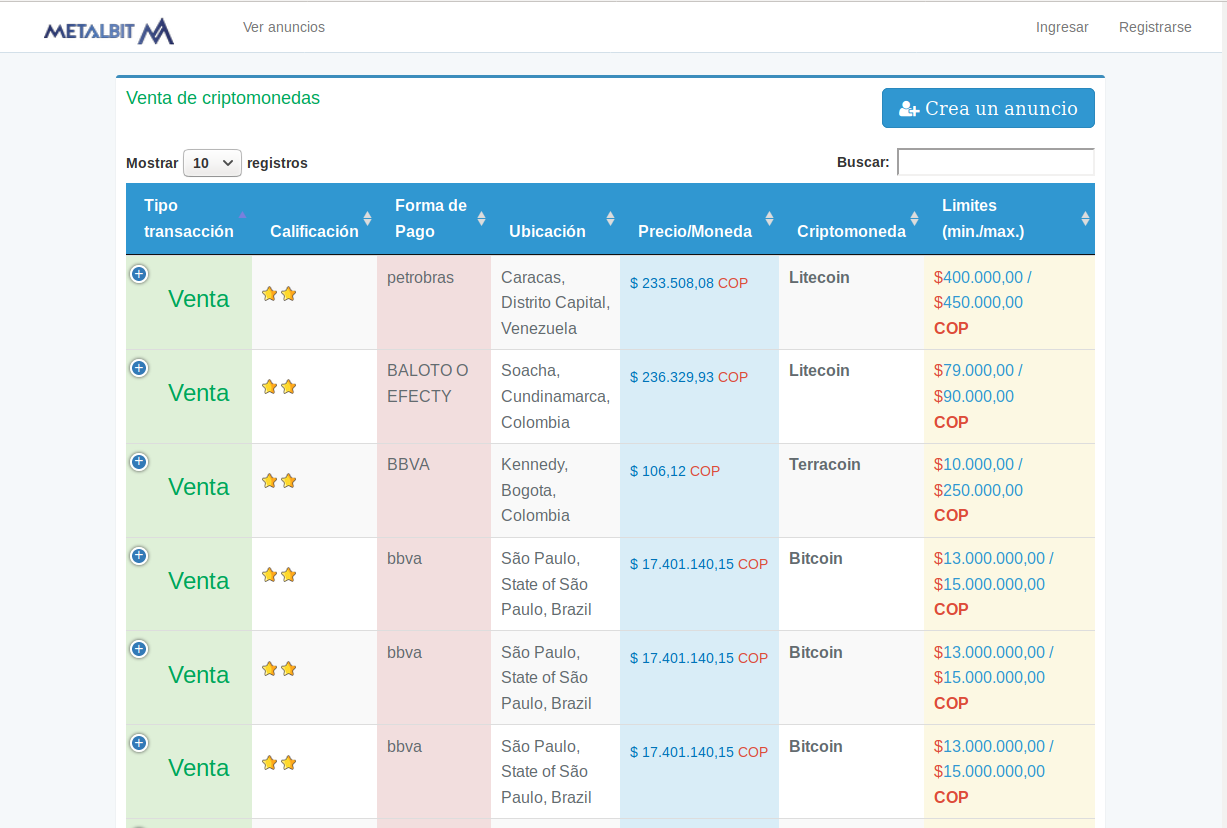 METALBIT
Ver anuncios
Ingresar
Registrarse
Venta de criptomonedas
Crea un anuncio
Mostrar 10 registros
Buscar:
Tipo
transacción
Calificación
Forma de
Pago
Ubicación
Precio/Moneda
Criptomoneda
Limites
(min./max.)
Venta
petrobras
Caracas,
Distrito Capital,
Venezuela
$ 233.508,08 COP
Litecoin
$400.000,00 /
$450.000,00
COP
Venta
BALOTO O
EFECTY
Soacha,
Cundinamarca,
Colombia
$ 236.329,93 COP
Litecoin
$79.000,00 /
$90.000,00
COP
Venta
BBVA
Kennedy,
Bogota,
Colombia
$ 106,12 COP
Terracoin
$10.000,00 /
$250.000,00
COP
Venta
bbva
São Paulo,
State of São
Paulo, Brazil
$ 17.401.140,15 COP
Bitcoin
$13.000.000,00 /
$15.000.000,00
COP
Venta
bbva
São Paulo,
State of São
Paulo, Brazil
$ 17.401.140,15 COP
Bitcoin
$13.000.000,00 /
$15.000.000,00
COP
Venta
bbva
São Paulo,
State of São
Paulo, Brazil
$ 17.401.140,15 COP
Bitcoin
$13.000.000,00 /
$15.000.000,00
COP